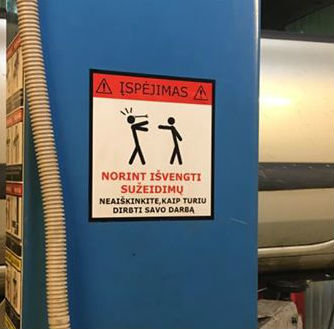 ĮSPĖJIMAS
NORINT IŠVENGTI
SUŽEIDIMŲ
NEAIŠKINKITE,KAIP TURIU
DIRBTI SAVO DARBĄ